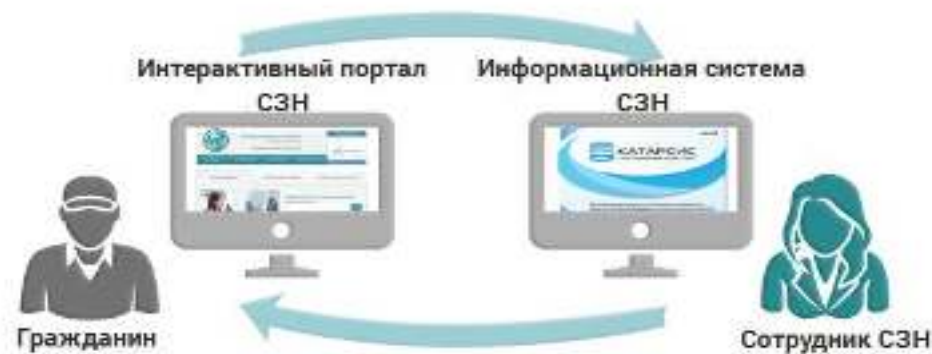 Интерактивный портал
СЗН
Информационная система
СЗН
КАТАРСИС
Гражданин
Сотрудник СЗН